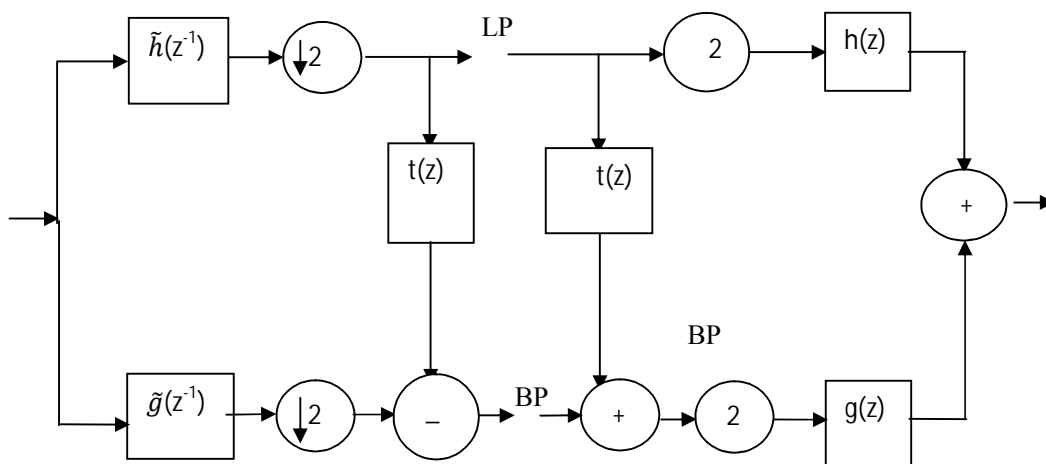 h̃(z⁻¹)
↓2
LP
2
h(z)
t(z)
t(z)
+
BP
g̃(z⁻¹)
↓2
–
BP
+
2
g(z)